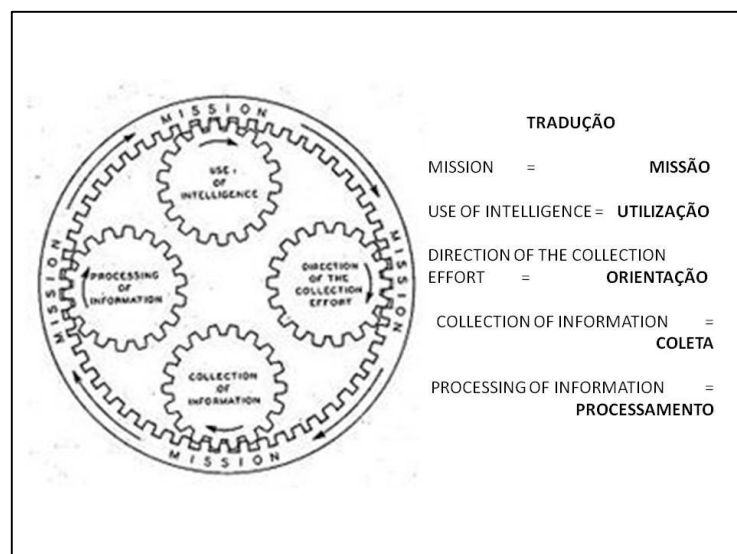 MISSION
MISSION
MISSION
MISSION
USE
OF
INTELLIGENCE
PROCESSING
OF
INFORMATION
DIRECTION
OF THE
COLLECTION
EFFORT
COLLECTION
OF
INFORMATION
TRADUÇÃO
MISSION = MISSÃO
USE OF INTELLIGENCE = UTILIZAÇÃO
DIRECTION OF THE COLLECTION
EFFORT = ORIENTAÇÃO
COLLECTION OF INFORMATION =
COLETA
PROCESSING OF INFORMATION =
PROCESSAMENTO